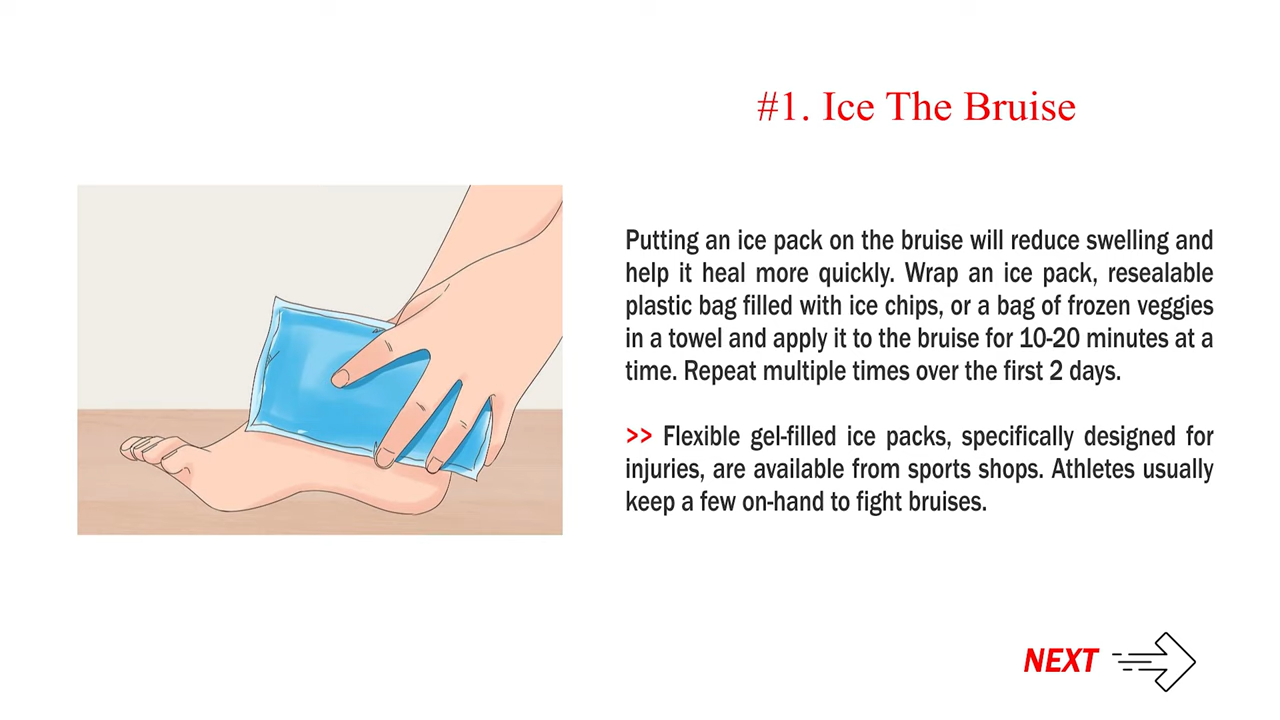 #1. Ice The Bruise
Putting an ice pack on the bruise will reduce swelling and
help it heal more quickly. Wrap an ice pack, resealable
plastic bag filled with ice chips, or a bag of frozen veggies
in a towel and apply it to the bruise for 10-20 minutes at a
time. Repeat multiple times over the first 2 days.
>> Flexible gel-filled ice packs, specifically designed for
injuries, are available from sports shops. Athletes usually
keep a few on-hand to fight bruises.
NEXT